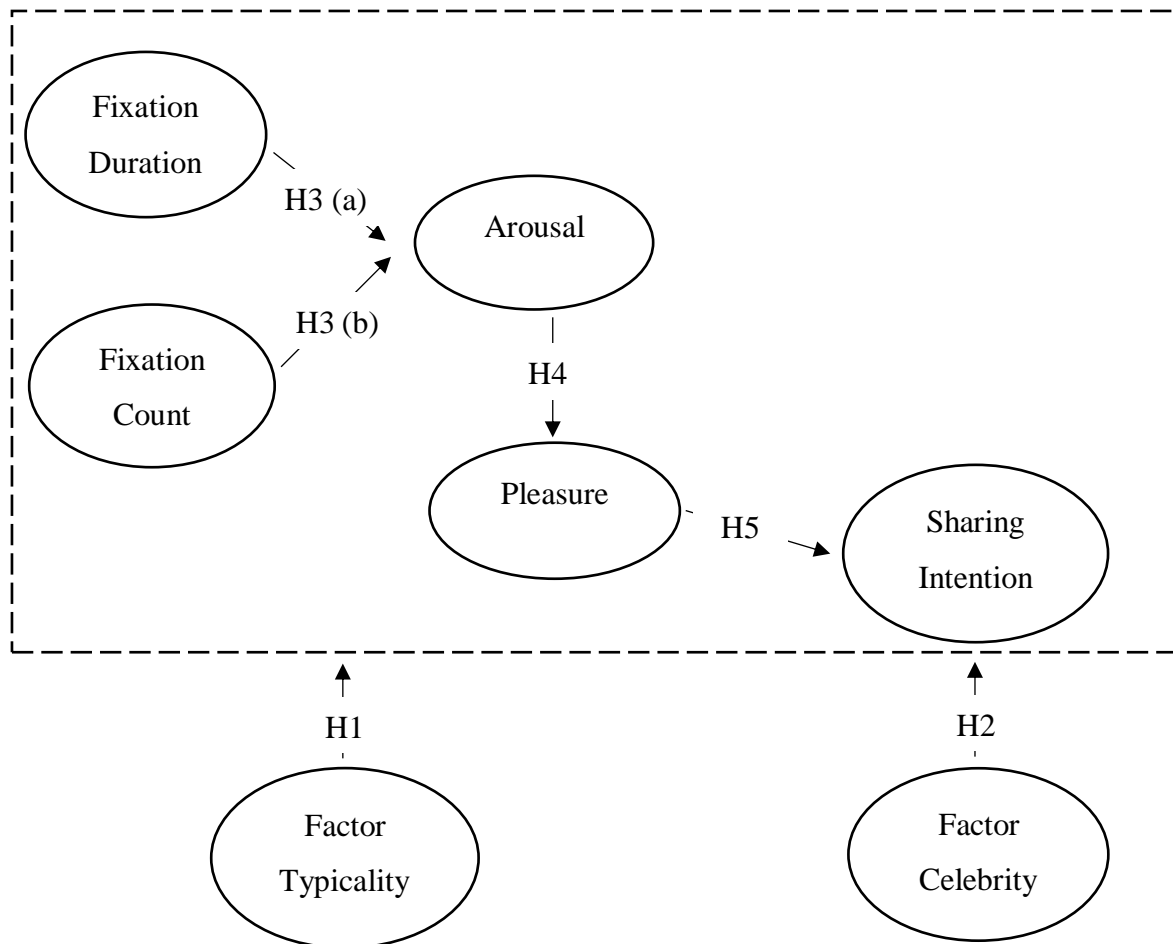 Fixation
Duration
H3 (a)
Arousal
H3 (b)
Fixation
Count
H4
Pleasure
H5
Sharing
Intention
H1
H2
Factor
Typicality
Factor
Celebrity